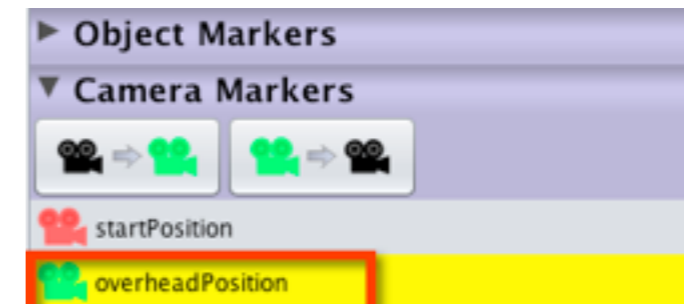 Object Markers
Camera Markers
startPosition
overheadPosition